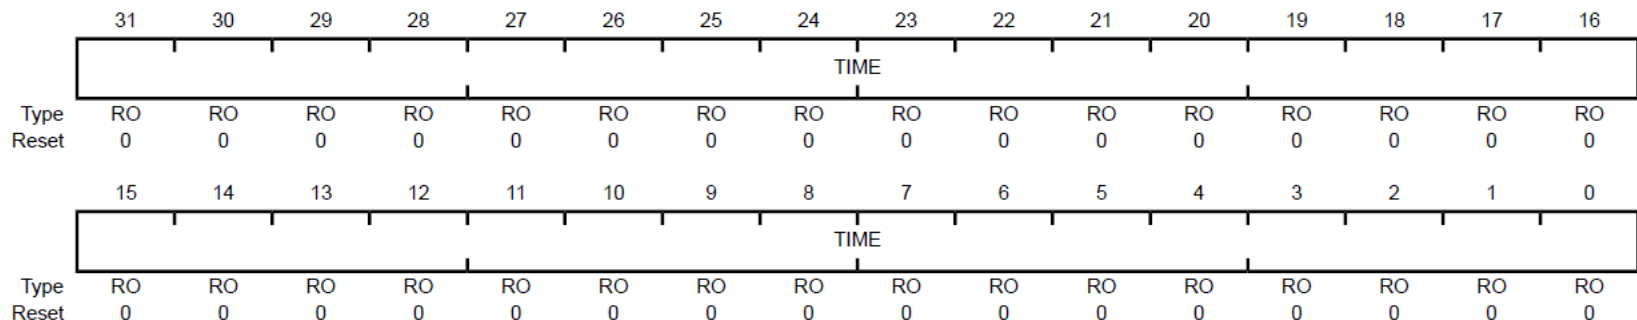 31 30 29 28 27 26 25 24 23 22 21 20 19 18 17 16
TIME
Type RO RO RO RO RO RO RO RO RO RO RO RO RO RO RO RO
Reset 0 0 0 0 0 0 0 0 0 0 0 0 0 0 0 0
15 14 13 12 11 10 9 8 7 6 5 4 3 2 1 0
TIME
Type RO RO RO RO RO RO RO RO RO RO RO RO RO RO RO RO
Reset 0 0 0 0 0 0 0 0 0 0 0 0 0 0 0 0